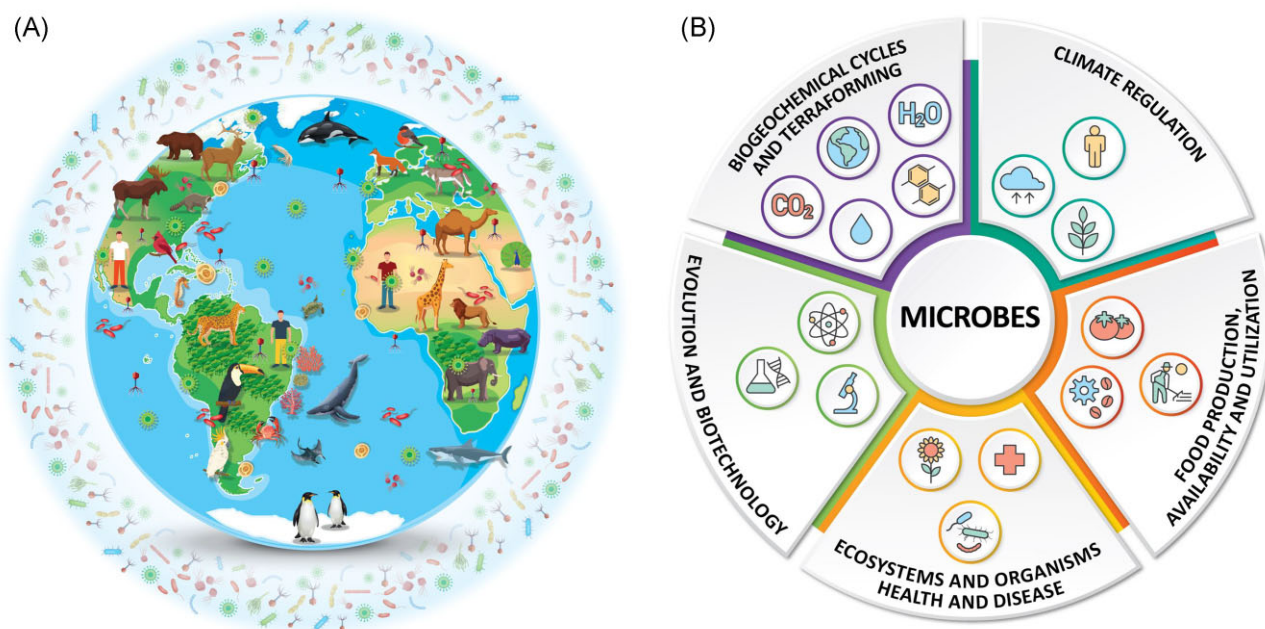 (A)
(B)
BIOGEOCHEMICAL CYCLES
AND TERRAFORMING
H₂O
CO₂
CLIMATE REGULATION
EVOLUTION AND BIOTECHNOLOGY
MICROBES
FOOD PRODUCTION,
AVAILABILITY AND UTILIZATION
ECOSYSTEMS AND ORGANISMS
HEALTH AND DISEASE